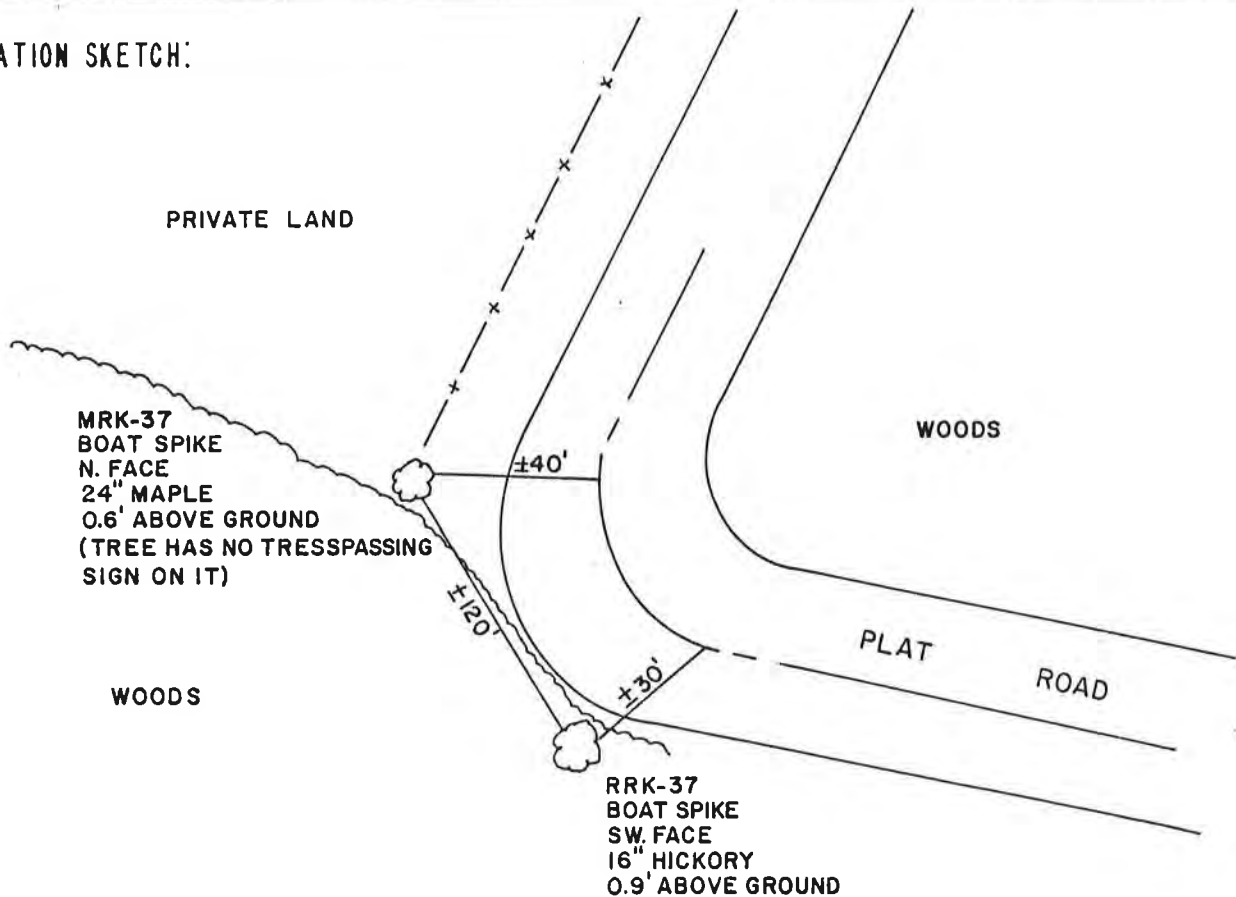 ATION SKETCH:
PRIVATE LAND
MRK-37
BOAT SPIKE
N. FACE
24" MAPLE
0.6' ABOVE GROUND
(TREE HAS NO TRESSPASSING
SIGN ON IT)
±40'
WOODS
±120'
PLAT ROAD
±30'
WOODS
RRK-37
BOAT SPIKE
SW. FACE
16" HICKORY
0.9' ABOVE GROUND